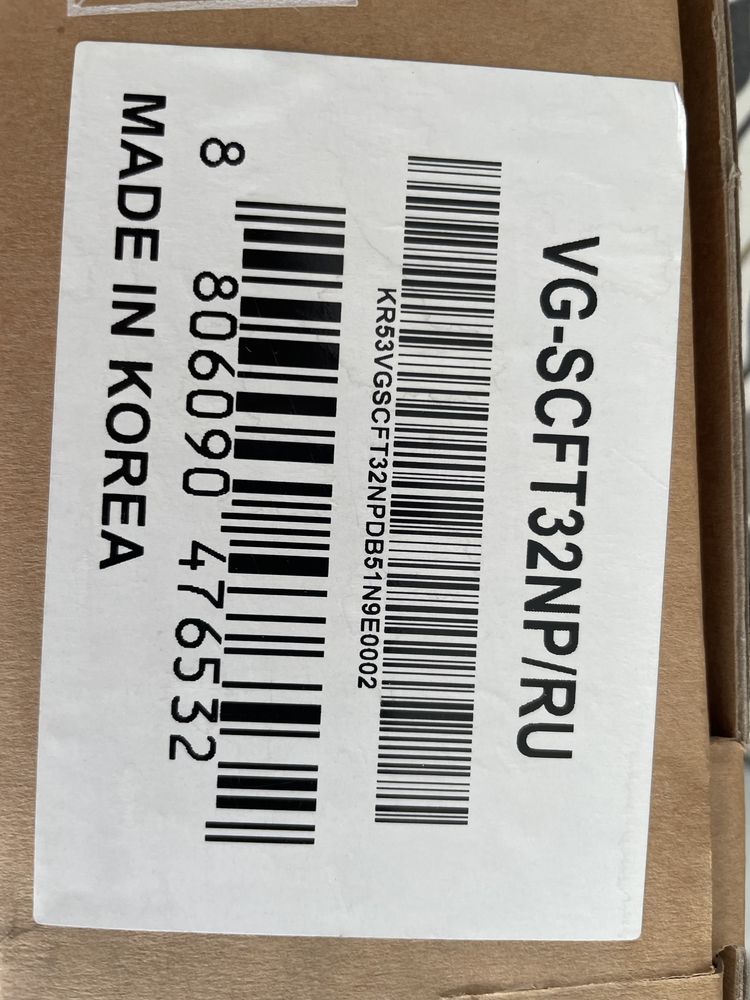 VG-SCFT32NP/RU
KR53VGSCFT32NPDB51N9E0002
8 806090 476532
MADE IN KOREA